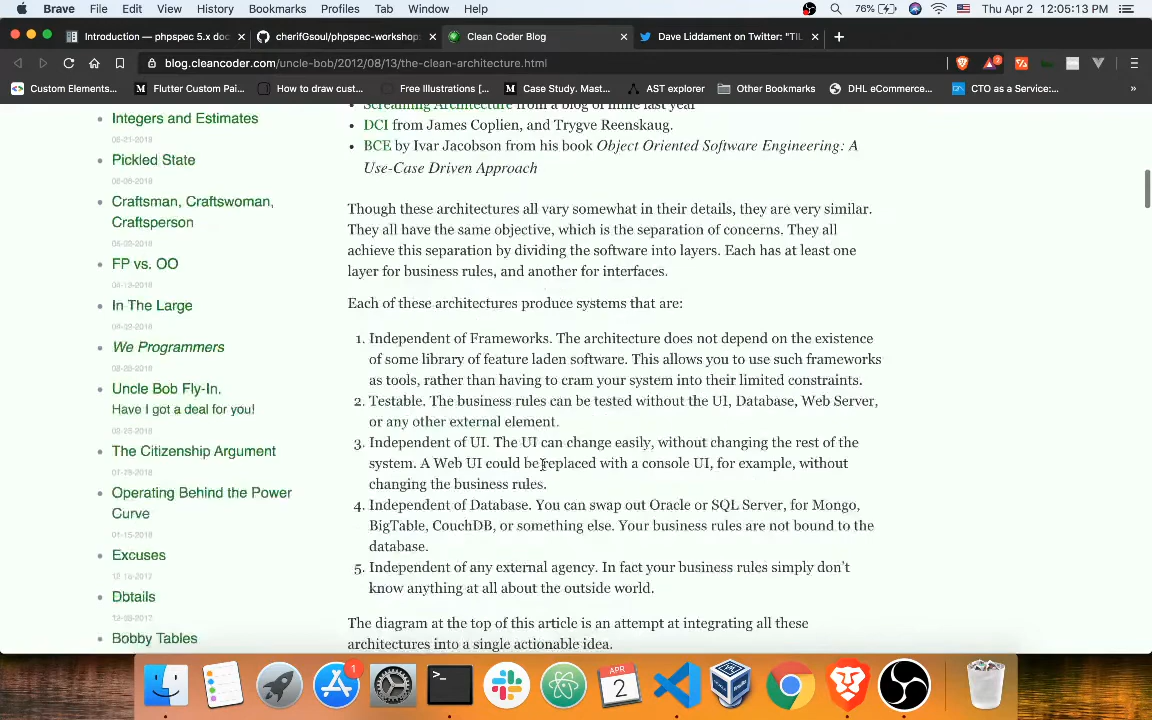 Brave File Edit View History Bookmarks Profiles Tab Window Help 76% Thu Apr 2 12:05:13 PM
Introduction — phpspec 5.x doc
cherifGsoul/phpspec-workshop:
Clean Coder Blog
Dave Liddament on Twitter: "TIL
blog.cleancoder.com/uncle-bob/2012/08/13/the-clean-architecture.html
2
Custom Elements... Flutter Custom Pai... How to draw cust... Free Illustrations (... Case Study. Mast... AST explorer Other Bookmarks DHL eCommerce... CTO as a Service:...
Integers and Estimates
Pickled State
Craftsman, Craftswoman,
Craftsperson
FP vs. OO
In The Large
We Programmers
Uncle Bob Fly-In.
Have I got a deal for you!
The Citizenship Argument
Operating Behind the Power
Curve
Excuses
Dbtails
Bobby Tables
Screaming Architecture from a blog of mine last year
DCI from James Coplien, and Trygve Reenskaug.
BCE by Ivar Jacobson from his book Object Oriented Software Engineering: A
Use-Case Driven Approach
Though these architectures all vary somewhat in their details, they are very similar.
They all have the same objective, which is the separation of concerns. They all
achieve this separation by dividing the software into layers. Each has at least one
layer for business rules, and another for interfaces.
Each of these architectures produce systems that are:
1. Independent of Frameworks. The architecture does not depend on the existence
of some library of feature laden software. This allows you to use such frameworks
as tools, rather than having to cram your system into their limited constraints.
2. Testable. The business rules can be tested without the UI, Database, Web Server,
or any other external element.
3. Independent of UI. The UI can change easily, without changing the rest of the
system. A Web UI could be replaced with a console UI, for example, without
changing the business rules.
4. Independent of Database. You can swap out Oracle or SQL Server, for Mongo,
BigTable, CouchDB, or something else. Your business rules are not bound to the
database.
5. Independent of any external agency. In fact your business rules simply don't
know anything at all about the outside world.
The diagram at the top of this article is an attempt at integrating all these
architectures into a single actionable idea.
1
APR
2